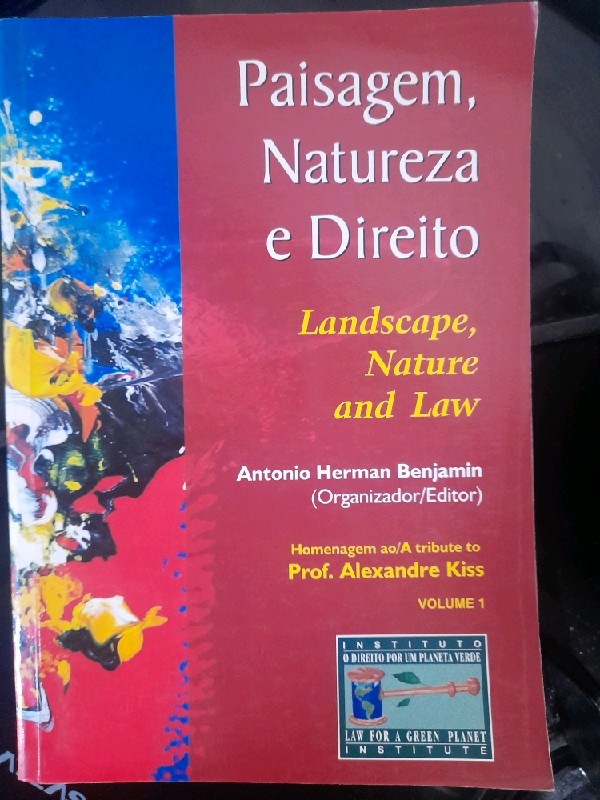 Paisagem,
Natureza
e Direito
Landscape,
Nature
and Law
Antonio Herman Benjamin
(Organizador/Editor)
Homenagem ao/A tribute to
Prof. Alexandre Kiss
VOLUME 1
INSTITUTO
O DIREITO POR UM PLANETA VERDE
LAW FOR A GREEN PLANET
INSTITUTE